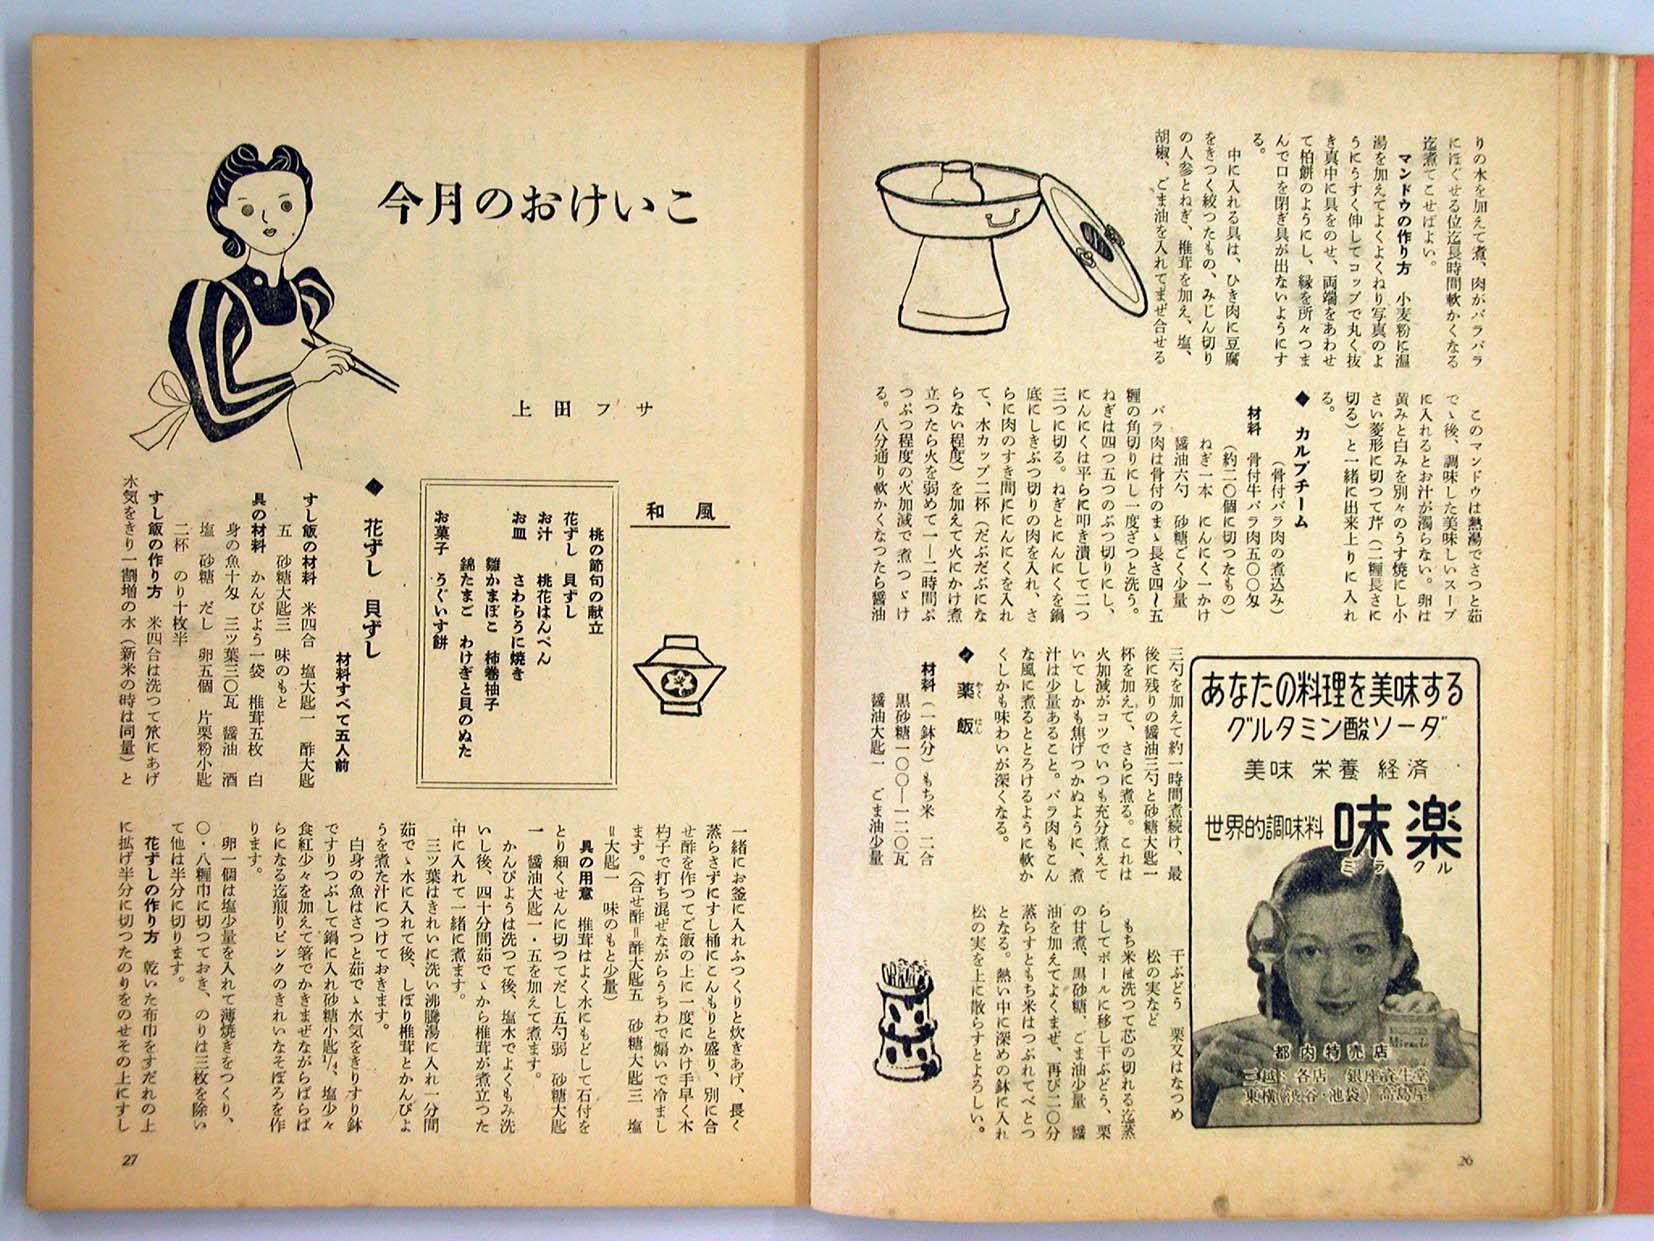 りの水を加えて煮、肉がバラバラ
にほぐせる位迄長時間軟かくなる
迄煮てこせばよい。
マンドウの作り方　小麦粉に温
湯を加えてよくよくねり写真のよ
うにうすく伸してコップで丸く抜
き真中に具をのせ、両端をあわせ
て柏餅のようにし、縁を所々つま
んで口を閉ぎ具が出ないようにす
る。
中に入れる具は、ひき肉に豆腐
をきつく絞つたもの、みじん切り
の人参とねぎ、椎茸を加え、塩、
胡椒、ごま油を入れてまぜ合せる
このマンドウは熱湯でさつと茹
でゝ後、調味した美味しいスープ
に入れるとお汁が濁らない。卵は
黄みと白みを別々のうす焼にし小
さい菱形に切つて芹（二糎長さに
切る）と一緒に出来上りに入れ
る。
◆カルブチーム
（骨付バラ肉の煮込み）
材料　骨付牛バラ肉五〇〇匁
（約二〇個に切つたもの）
ねぎ一本　にんにく一かけ
醤油六勺　砂糖ごく少量
バラ肉は骨付のまゝ長さ四〜五
糎の角切りにし一度ざつと洗う。
ねぎは四つ五つのぶつ切りにし、
にんにくは平らに叩き潰して二つ
三つに切る。ねぎとにんにくを鍋
底にしきぶつ切りの肉を入れ、さ
らに肉のすき間ににんにくを入れ
て、水カップ二杯（だぶだぶにな
らない程度）を加えて火にかけ煮
立つたら火を弱めて一―二時間ぶ
つぶつ程度の火加減で煮つゞけ
る。八分通り軟かくなつたら醤油
三勺を加えて約一時間煮続け、最
後に残りの醤油三勺と砂糖大匙一
杯を加えて、さらに煮る。これは
火加減がコツでいつも充分煮えて
いてしかも焦げつかぬように、煮
汁は少量あること。バラ肉もこん
な風に煮るととろけるように軟か
くしかも味わいが深くなる。
◆薬飯
やくはん
材料（一鉢分）もち米　二合
黒砂糖一〇〇―一二〇瓦
醤油大匙一　ごま油少量
干ぶどう　栗又はなつめ
松の実など
もち米は洗つて芯の切れる迄蒸
らしてボールに移し干ぶどう、栗
の甘煮、黒砂糖、ごま油少量　醤
油を加えてよくまぜ、再び二〇分
蒸らすともち米はつぶれてべとつ
となる。熱い中に深めの鉢に入れ
松の実を上に散らすとよろしい。
あなたの料理を美味する
グルタミン酸ソーダ
美味　栄養　経済
世界的調味料　味楽
ミラクル
Miracle
都内特売店
三越：各店　銀座資生堂
東横（渋谷・池袋）高島屋
26
今月のおけいこ
上田フサ
和風
桃の節句の献立
花ずし　貝ずし
お汁　桃花はんぺん
お皿　さわらうに焼き
雛かまぼこ　柿巻柚子
錦たまご　わけぎと貝のぬた
お菓子　うぐいす餅
◆花ずし　貝ずし
材料すべて五人前
すし飯の材料　米四合　塩大匙一　酢大匙
五　砂糖大匙三　味のもと
具の材料　かんぴよう一袋　椎茸五枚　白
身の魚十匁　三ツ葉三〇瓦　醤油　酒
塩　砂糖　だし　卵五個　片栗粉小匙
二杯　のり十枚半
すし飯の作り方　米四合は洗つて笊にあげ
水気をきり一割増の水（新米の時は同量）と
一緒にお釜に入れふつくりと炊きあげ、長く
蒸らさずにすし桶にこんもりと盛り、別に合
せ酢を作つてご飯の上に一度にかけ手早く木
杓子で打ち混ぜながらうちわで煽いで冷まし
ます。（合せ酢＝酢大匙五　砂糖大匙三　塩
＝大匙一　味のもと少量）
具の用意　椎茸はよく水にもどして石付を
とり細くせんに切つてだし五勺弱　砂糖大匙
一　醤油大匙一・五を加えて煮ます。
かんぴようは洗つて後、塩水でよくもみ洗
いし後、四十分間茹でゝから椎茸が煮立つた
中に入れて一緒に煮ます。
三ツ葉はきれいに洗い沸騰湯に入れ一分間
茹でゝ水に入れて後、しぼり椎茸とかんぴよ
うを煮た汁につけておきます。
白身の魚はさつと茹でゝ水気をきりすり鉢
ですりつぶして鍋に入れ砂糖小匙¼、塩少々
食紅少々を加えて箸でかきまぜながらぱらぱ
らになる迄煎りピンクのきれいなそぼろを作
ります。
卵一個は塩少量を入れて薄焼きをつくり、
〇・八糎巾に切つておき、のりは三枚を除い
て他は半分に切ります。
花ずしの作り方　乾いた布巾をすだれの上
に拡げ半分に切つたのりをのせその上にすし
27